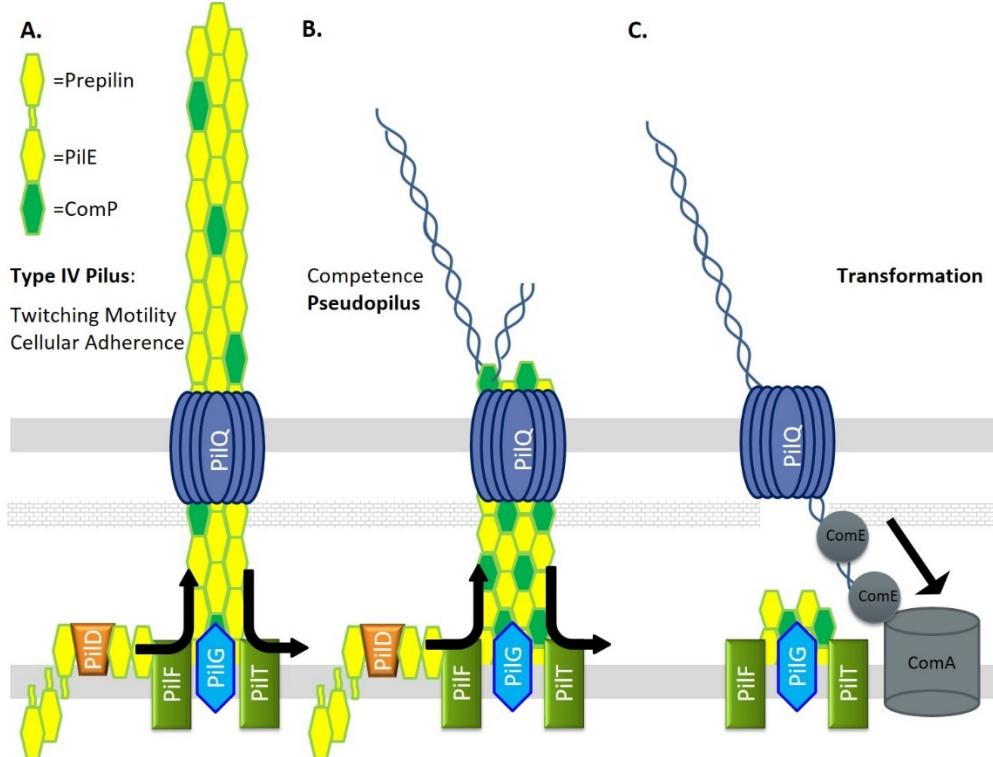 A.
=Prepilin
=PilE
=ComP
Type IV Pilus:
Twitching Motility
Cellular Adherence
PilQ
PilD
PilF
PilG
PilT
B.
Competence
Pseudopilus
PilQ
PilD
PilF
PilG
PilT
C.
Transformation
PilQ
ComE
ComE
ComA
PilF
PilG
PilT